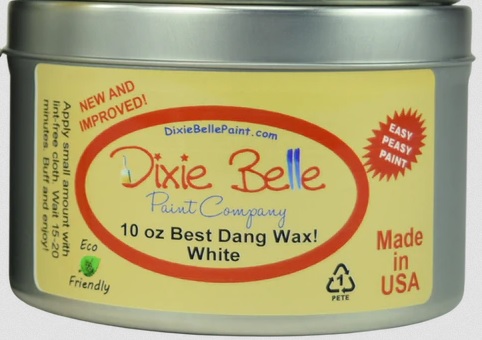 NEW AND
IMPROVED!
Apply small amount with
lint-free cloth. Wait 15-20
minutes. Buff and enjoy!
DixieBellePaint.com
Dixie Belle
Paint Company
10 oz Best Dang Wax!
White
EASY
PEASY
PAINT
Eco
Friendly
1
PETE
Made
in
USA